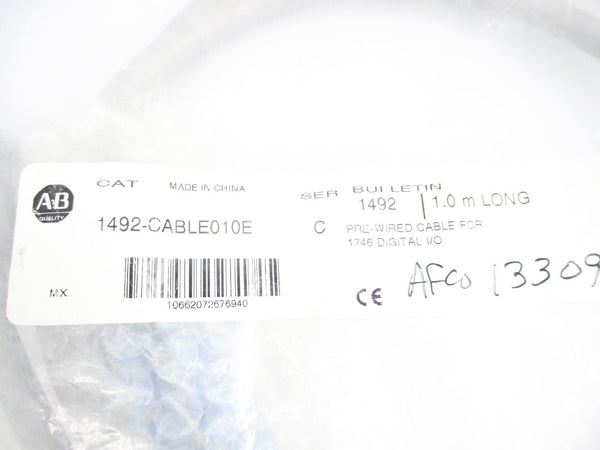 CAT MADE IN CHINA SER BULLETIN
AB QUALITY
1492-CABLE010E C 1492 1.0 m LONG
PRE-WIRED CABLE FOR
1746 DIGITAL I/O
MX
10662072676940
CE AFCO 13309